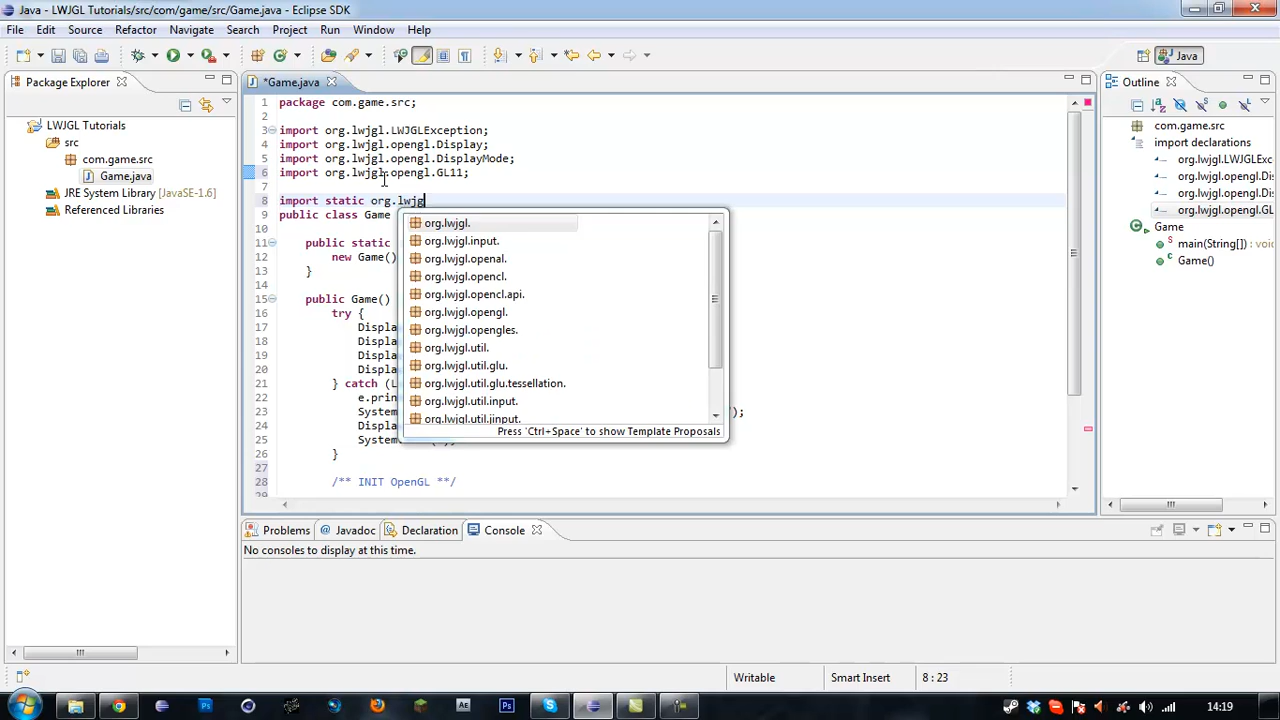 Java - LWJGL Tutorials/src/com/game/src/Game.java - Eclipse SDK
File Edit Source Refactor Navigate Search Project Run Window Help
Java
Package Explorer
*Game.java
Outline
LWJGL Tutorials
src
com.game.src
Game.java
JRE System Library [JavaSE-1.6]
Referenced Libraries
1 package com.game.src;
2
3 import org.lwjgl.LWJGLException;
4 import org.lwjgl.opengl.Display;
5 import org.lwjgl.opengl.DisplayMode;
6 import org.lwjgl.opengl.GL11;
7
8 import static org.lwjg
9 public class Game
10
11 public static
12 new Game()
13 }
14
15 public Game()
16 try {
17 Displa
18 Displa
19 Displa
20 Displa
21 } catch (L
22 e.prin
23 System );
24 Displa
25 System
26 }
27
28 /** INIT OpenGL **/
29
org.lwjgl.
org.lwjgl.input.
org.lwjgl.openal.
org.lwjgl.opencl.
org.lwjgl.opencl.api.
org.lwjgl.opengl.
org.lwjgl.opengles.
org.lwjgl.util.
org.lwjgl.util.glu.
org.lwjgl.util.glu.tessellation.
org.lwjgl.util.input.
org.lwjgl.util.jinput.
Press 'Ctrl+Space' to show Template Proposals
com.game.src
import declarations
org.lwjgl.LWJGLExc
org.lwjgl.opengl.Dis
org.lwjgl.opengl.Dis
org.lwjgl.opengl.GL
Game
main(String[]) : voic
Game()
Problems Javadoc Declaration Console
No consoles to display at this time.
Writable Smart Insert 8 : 23
14:19